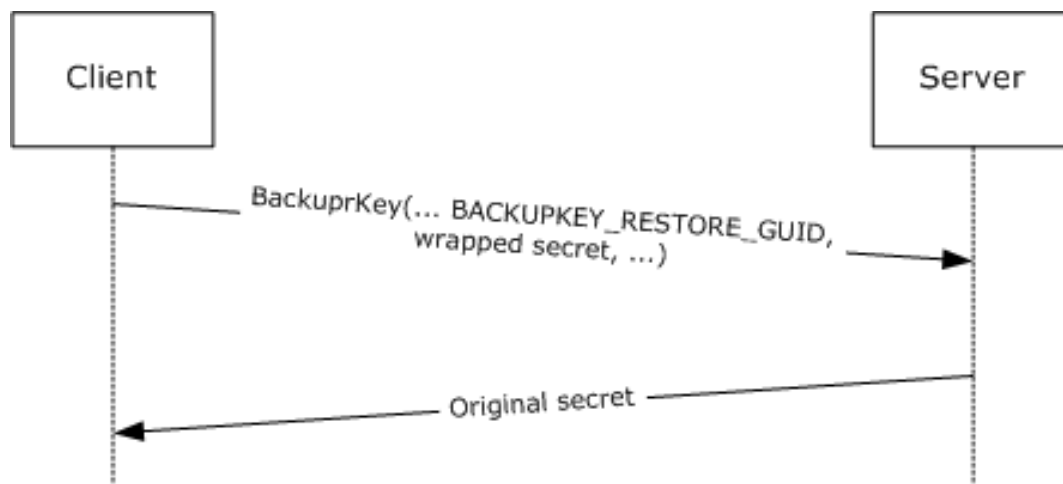 Client
Server
BackuprKey(... BACKUPKEY_RESTORE_GUID,
wrapped secret, ...)
Original secret